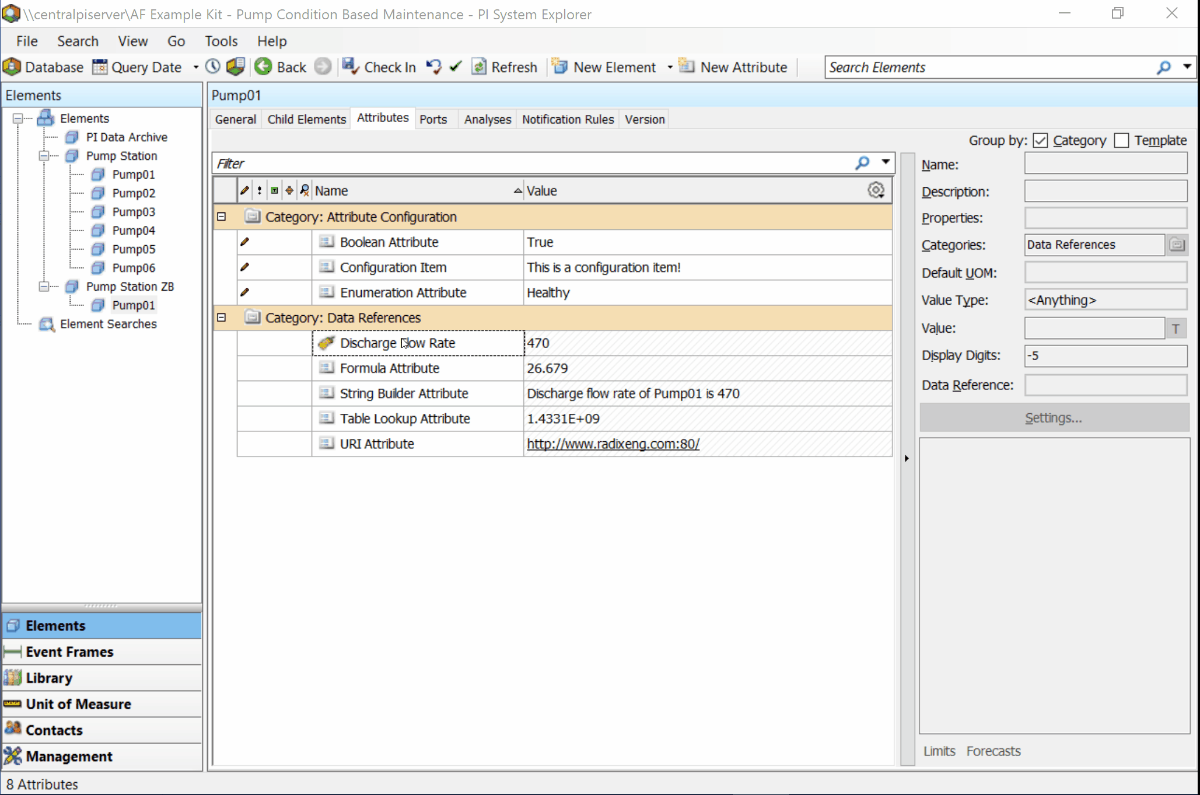 \\centralpiserver\AF Example Kit - Pump Condition Based Maintenance - PI System Explorer
File Search View Go Tools Help
Database Query Date Back Check In Refresh New Element New Attribute Search Elements
Elements
Elements
PI Data Archive
Pump Station
Pump01
Pump02
Pump03
Pump04
Pump05
Pump06
Pump Station ZB
Pump01
Element Searches
Elements
Event Frames
Library
Unit of Measure
Contacts
Management
Pump01
General Child Elements Attributes Ports Analyses Notification Rules Version
Group by: Category Template
Filter
Name Value
Category: Attribute Configuration
Boolean Attribute True
Configuration Item This is a configuration item!
Enumeration Attribute Healthy
Category: Data References
Discharge Flow Rate 470
Formula Attribute 26.679
String Builder Attribute Discharge flow rate of Pump01 is 470
Table Lookup Attribute 1.4331E+09
URI Attribute http://www.radixeng.com:80/
Name:
Description:
Properties:
Categories: Data References
Default UOM:
Value Type: <Anything>
Value: T
Display Digits: -5
Data Reference:
Settings...
Limits Forecasts
8 Attributes